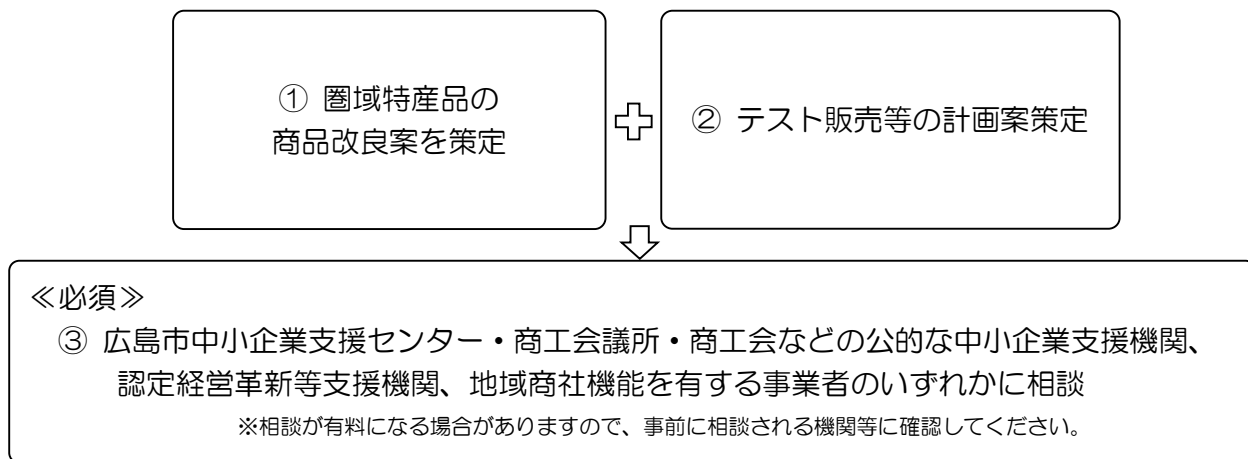 ① 圏域特産品の
商品改良案を策定
② テスト販売等の計画案策定
≪必須≫
③ 広島市中小企業支援センター・商工会議所・商工会などの公的な中小企業支援機関、
認定経営革新等支援機関、地域商社機能を有する事業者のいずれかに相談
※相談が有料になる場合がありますので、事前に相談される機関等に確認してください。